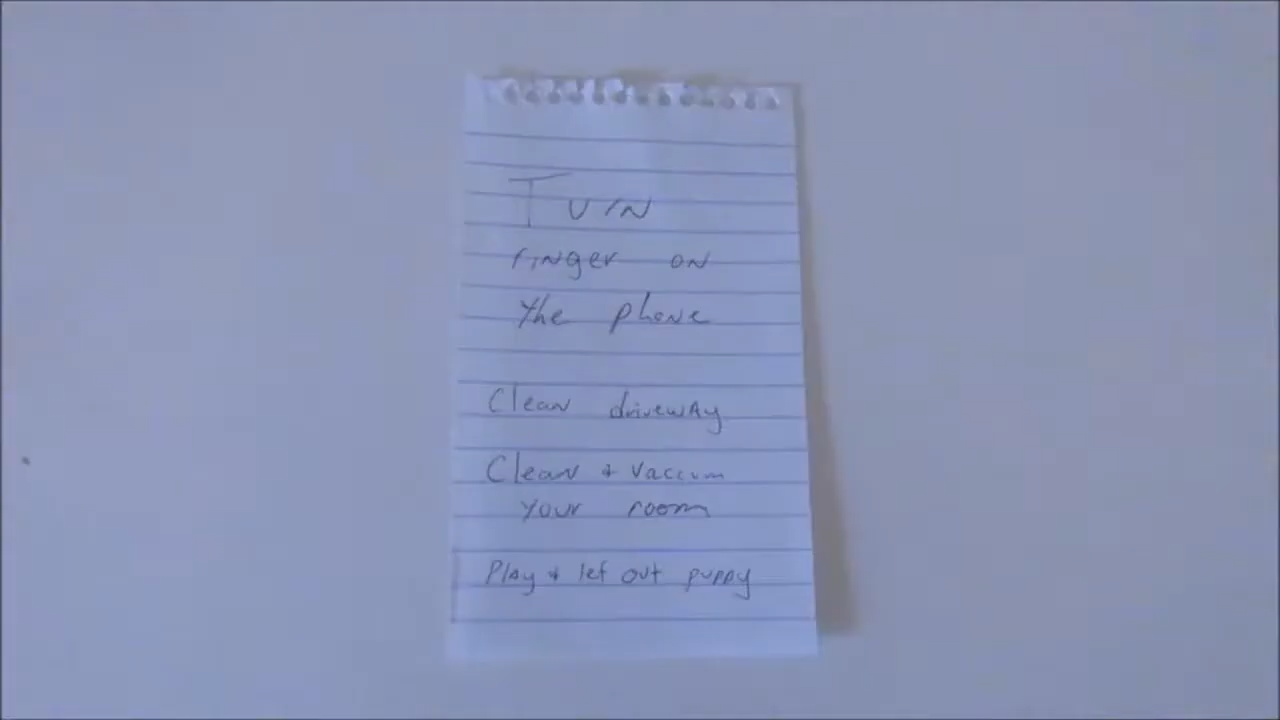 Turn
finger on
the phone
Clean driveway
Clean + vaccum
your room
Play + let out puppy